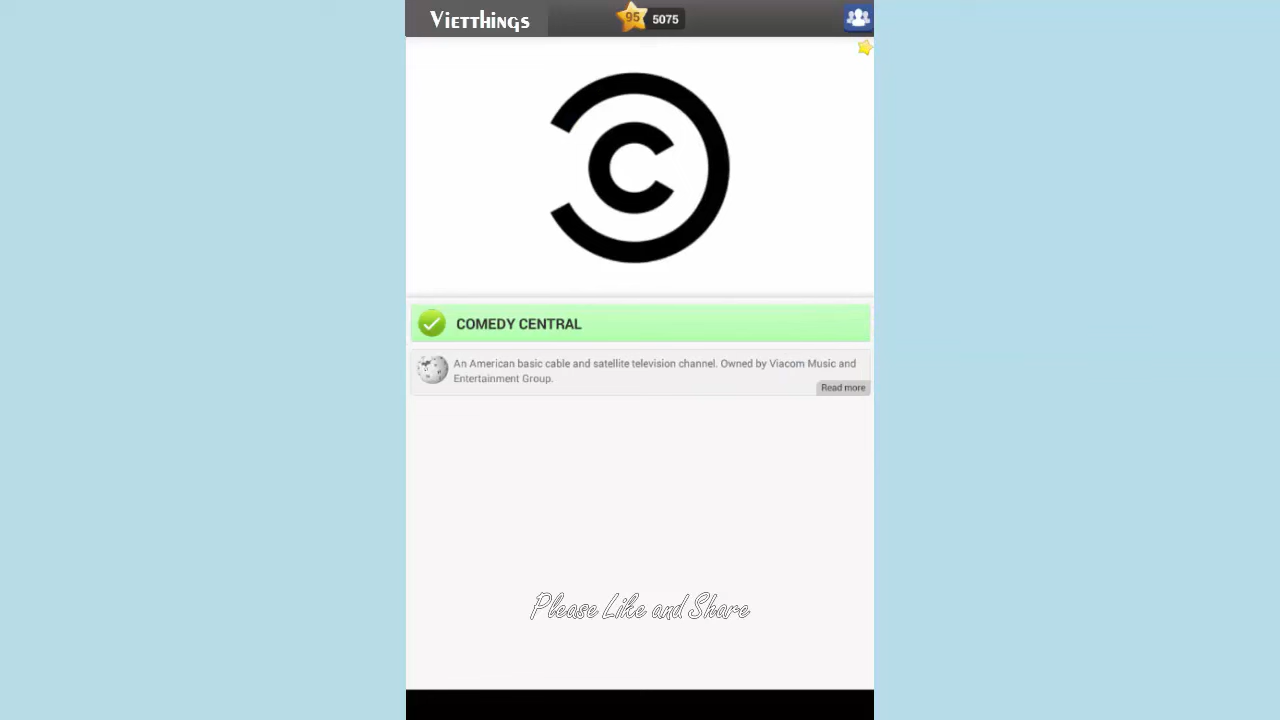 Vietthings
95 5075
COMEDY CENTRAL
An American basic cable and satellite television channel. Owned by Viacom Music and
Entertainment Group.
Read more
Please Like and Share